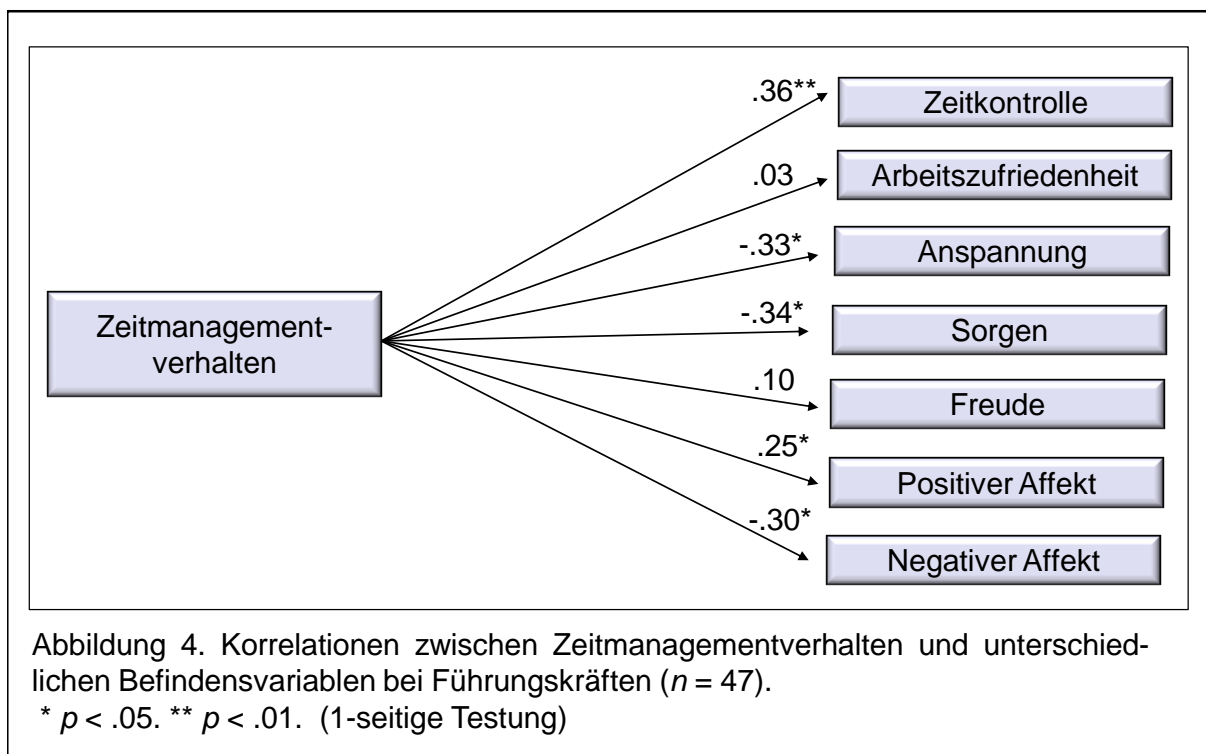 .36**
Zeitkontrolle
.03
Arbeitszufriedenheit
-.33*
Anspannung
Zeitmanagement-
verhalten
-.34*
Sorgen
.10
Freude
.25*
Positiver Affekt
-.30*
Negativer Affekt
Abbildung 4. Korrelationen zwischen Zeitmanagementverhalten und unterschied-
lichen Befindensvariablen bei Führungskräften (n = 47).
* p < .05. ** p < .01. (1-seitige Testung)